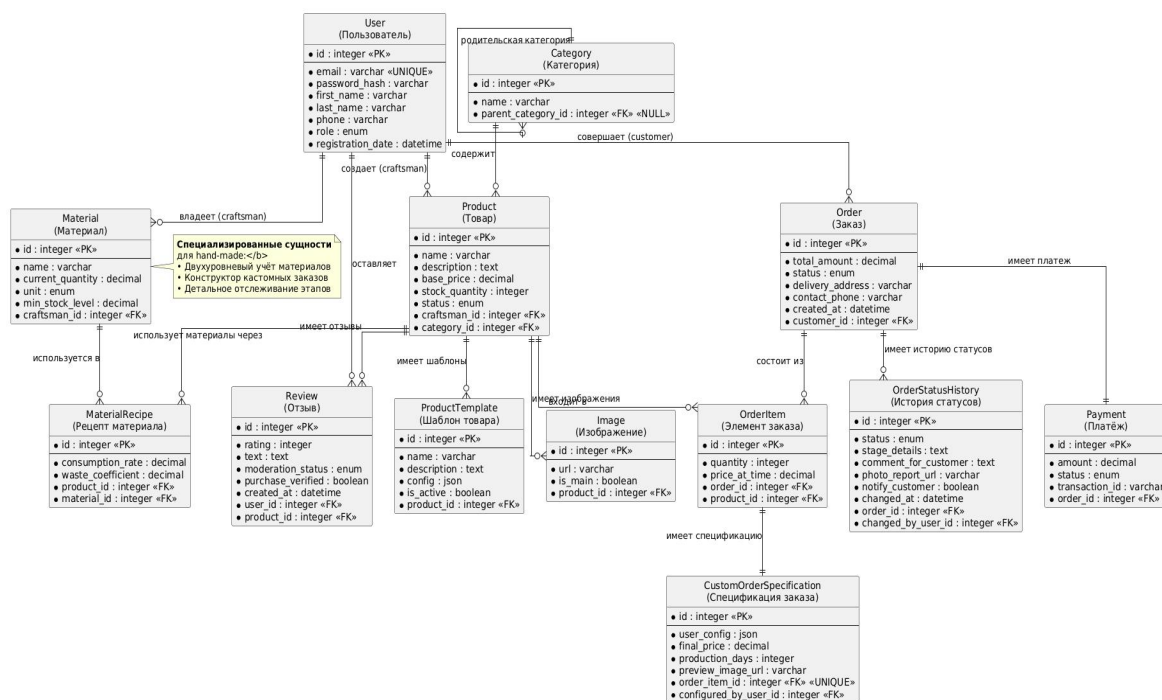 User
(Пользователь)
● id : integer «PK»
● email : varchar «UNIQUE»
● password_hash : varchar
● first_name : varchar
● last_name : varchar
● phone : varchar
● role : enum
● registration_date : datetime
родительская категория
Category
(Категория)
● id : integer «PK»
● name : varchar
● parent_category_id : integer «FK» «NULL»
совершает (customer)
содержит
создает (craftsman)
владеет (craftsman)
Material
(Материал)
● id : integer «PK»
● name : varchar
● current_quantity : decimal
● unit : enum
● min_stock_level : decimal
● craftsman_id : integer «FK»
Специализированные сущности
для hand-made:</b>
• Двухуровневый учёт материалов
• Конструктор кастомных заказов
• Детальное отслеживание этапов
оставляет
Product
(Товар)
● id : integer «PK»
● name : varchar
● description : text
● base_price : decimal
● stock_quantity : integer
● status : enum
● craftsman_id : integer «FK»
● category_id : integer «FK»
Order
(Заказ)
● id : integer «PK»
● total_amount : decimal
● status : enum
● delivery_address : varchar
● contact_phone : varchar
● created_at : datetime
● customer_id : integer «FK»
имеет платеж
используется в
использует материалы через
имеет отзывы
имеет шаблоны
имеет изображения
входит в
состоит из
имеет историю статусов
MaterialRecipe
(Рецепт материала)
● id : integer «PK»
● consumption_rate : decimal
● waste_coefficient : decimal
● product_id : integer «FK»
● material_id : integer «FK»
Review
(Отзыв)
● id : integer «PK»
● rating : integer
● text : text
● moderation_status : enum
● purchase_verified : boolean
● created_at : datetime
● user_id : integer «FK»
● product_id : integer «FK»
ProductTemplate
(Шаблон товара)
● id : integer «PK»
● name : varchar
● description : text
● config : json
● is_active : boolean
● product_id : integer «FK»
Image
(Изображение)
● id : integer «PK»
● url : varchar
● is_main : boolean
● product_id : integer «FK»
OrderItem
(Элемент заказа)
● id : integer «PK»
● quantity : integer
● price_at_time : decimal
● order_id : integer «FK»
● product_id : integer «FK»
OrderStatusHistory
(История статусов)
● id : integer «PK»
● status : enum
● stage_details : text
● comment_for_customer : text
● photo_report_url : varchar
● notify_customer : boolean
● changed_at : datetime
● order_id : integer «FK»
● changed_by_user_id : integer «FK»
Payment
(Платёж)
● id : integer «PK»
● amount : decimal
● status : enum
● transaction_id : varchar
● order_id : integer «FK»
имеет спецификацию
CustomOrderSpecification
(Спецификация заказа)
● id : integer «PK»
● user_config : json
● final_price : decimal
● production_days : integer
● preview_image_url : varchar
● order_item_id : integer «FK» «UNIQUE»
● configured_by_user_id : integer «FK»